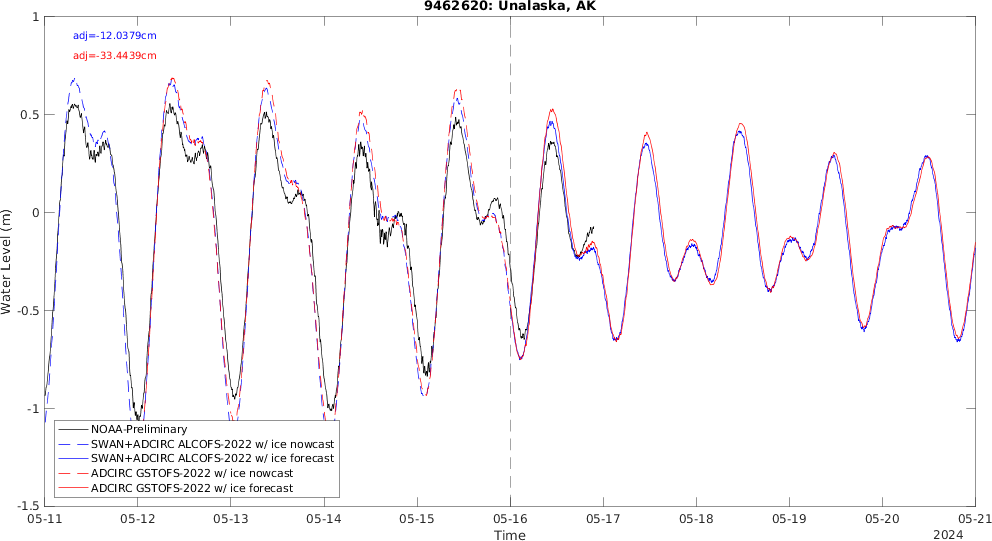 9462620: Unalaska, AK
adj=-12.0379cm
adj=-33.4439cm
Water Level (m)
1
0.5
0
-0.5
-1
-1.5
NOAA-Preliminary
SWAN+ADCIRC ALCOFS-2022 w/ ice nowcast
SWAN+ADCIRC ALCOFS-2022 w/ ice forecast
ADCIRC GSTOFS-2022 w/ ice nowcast
ADCIRC GSTOFS-2022 w/ ice forecast
05-11 05-12 05-13 05-14 05-15 05-16 05-17 05-18 05-19 05-20 05-21
Time
2024